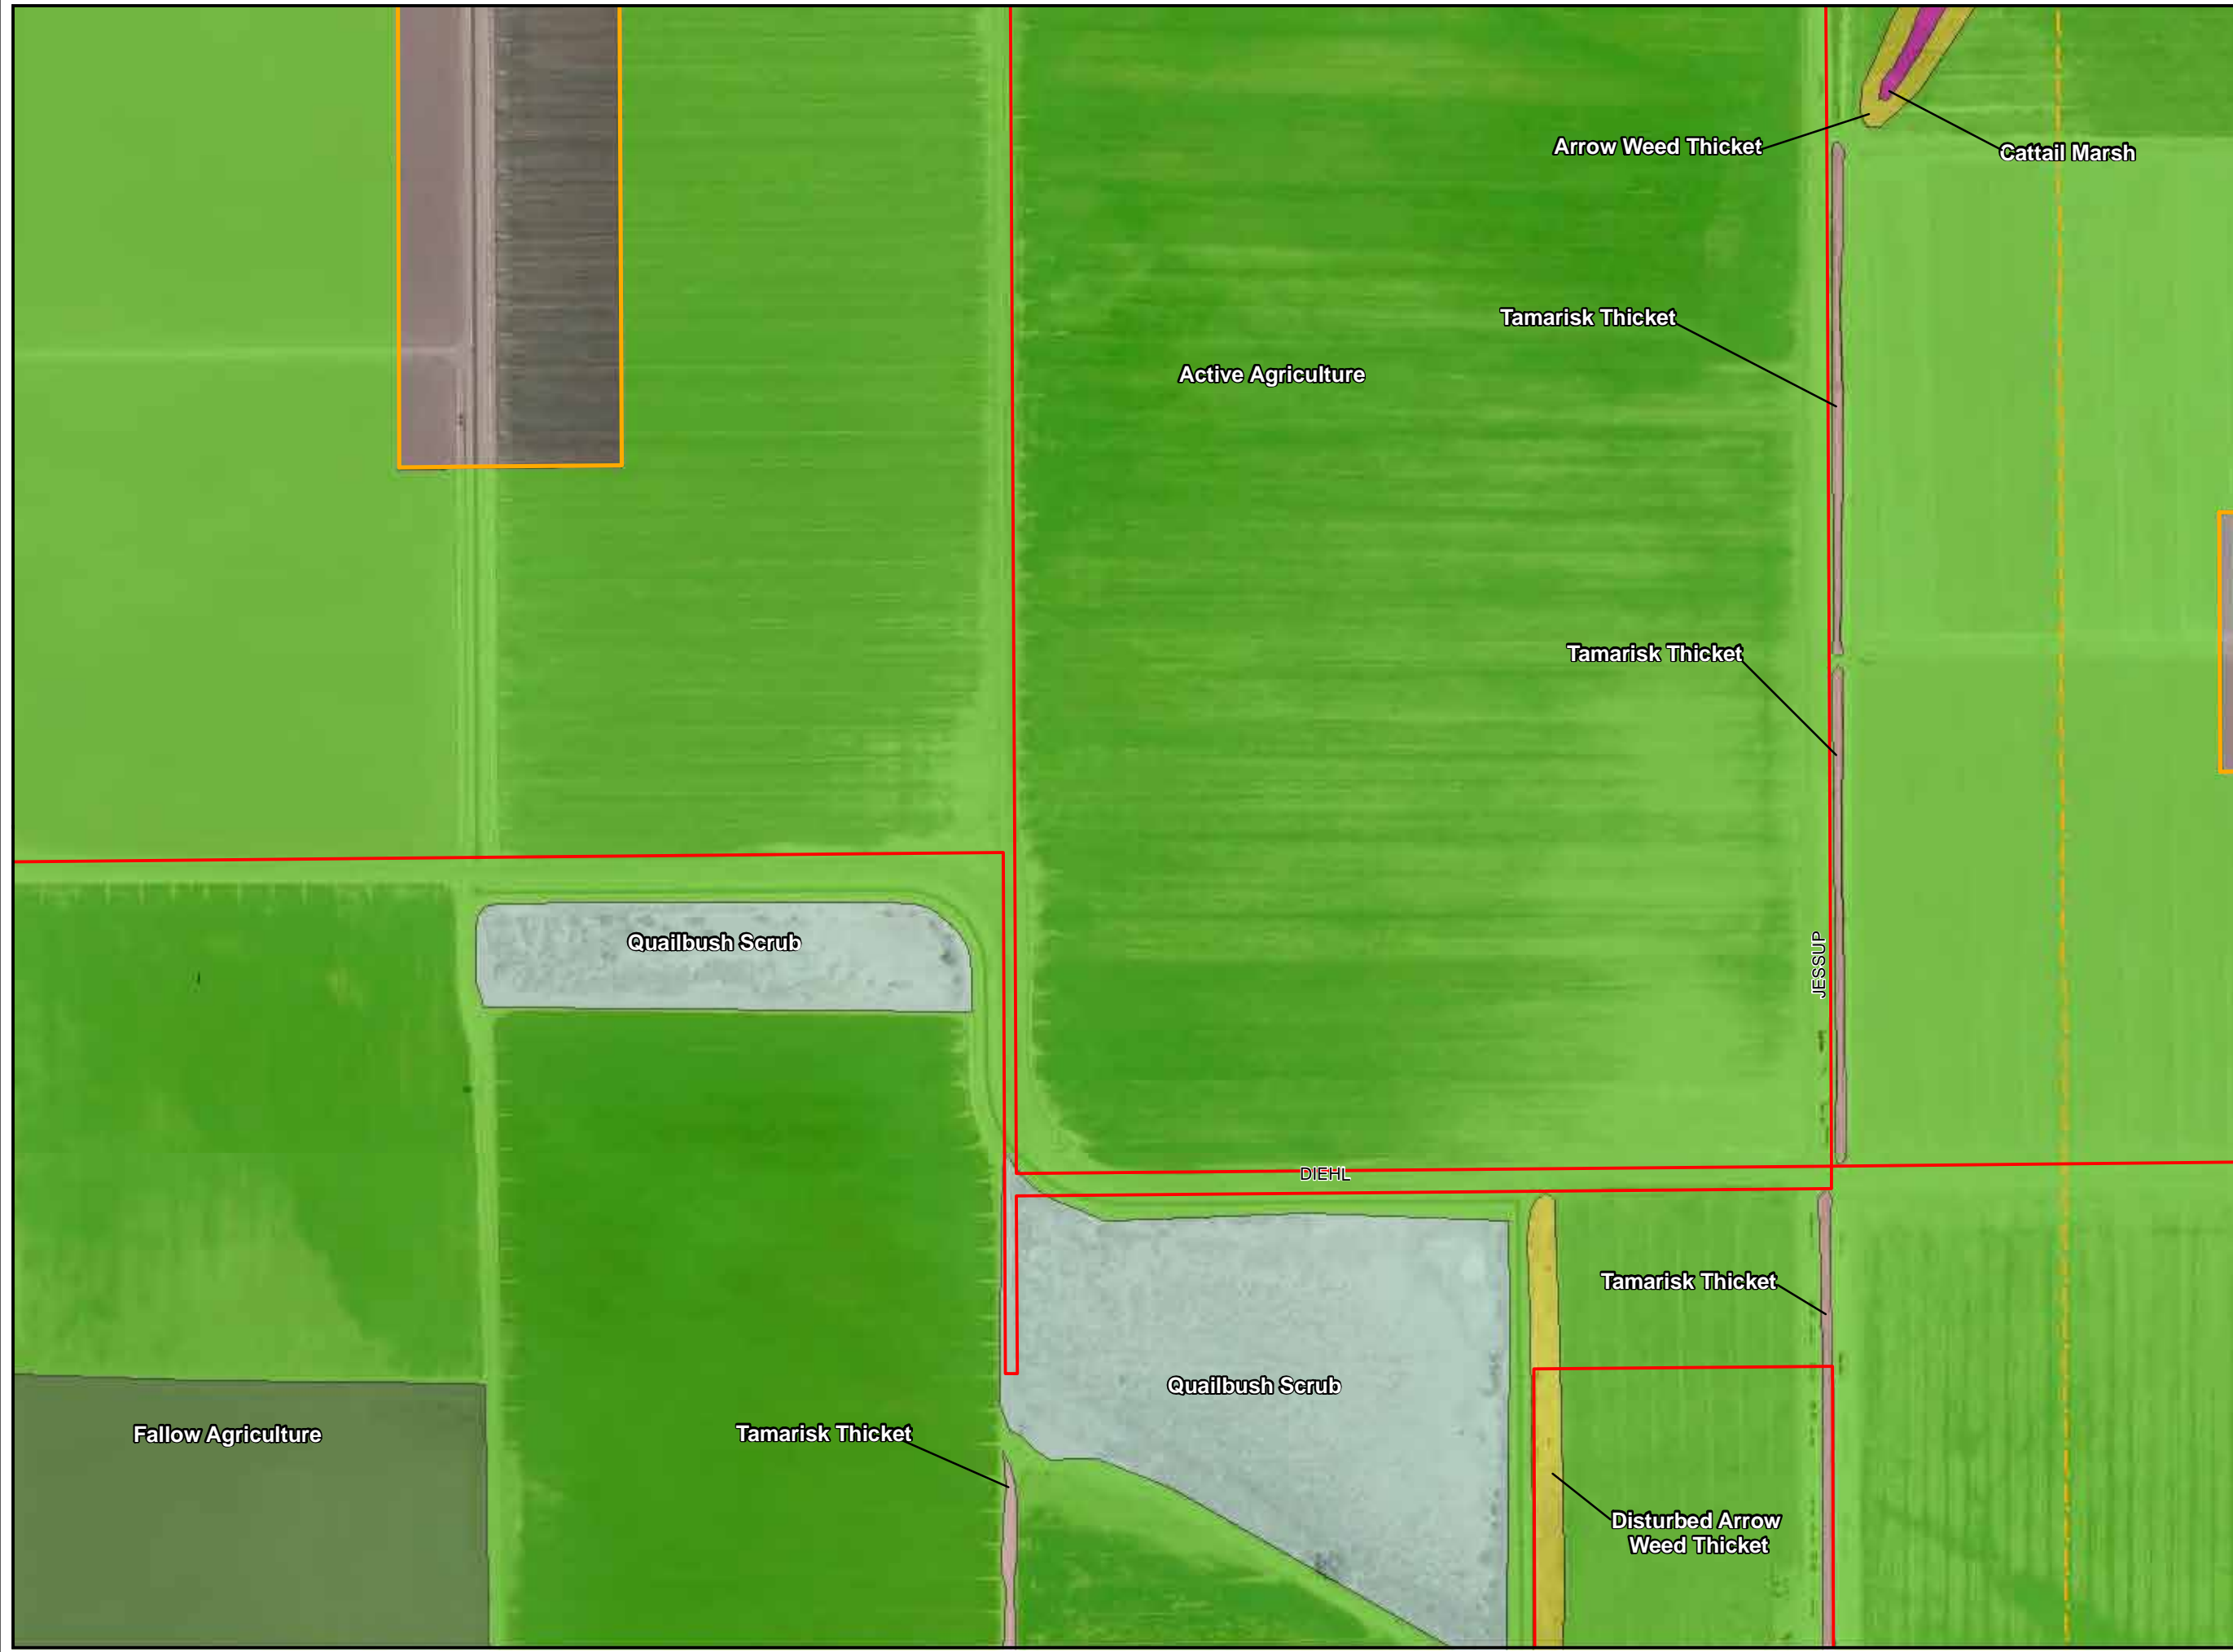 Arrow Weed Thicket
Cattail Marsh
Tamarisk Thicket
Active Agriculture
Tamarisk Thicket
Quailbush Scrub
JESSUP
DIEHL
Tamarisk Thicket
Quailbush Scrub
Fallow Agriculture
Tamarisk Thicket
Disturbed Arrow
Weed Thicket